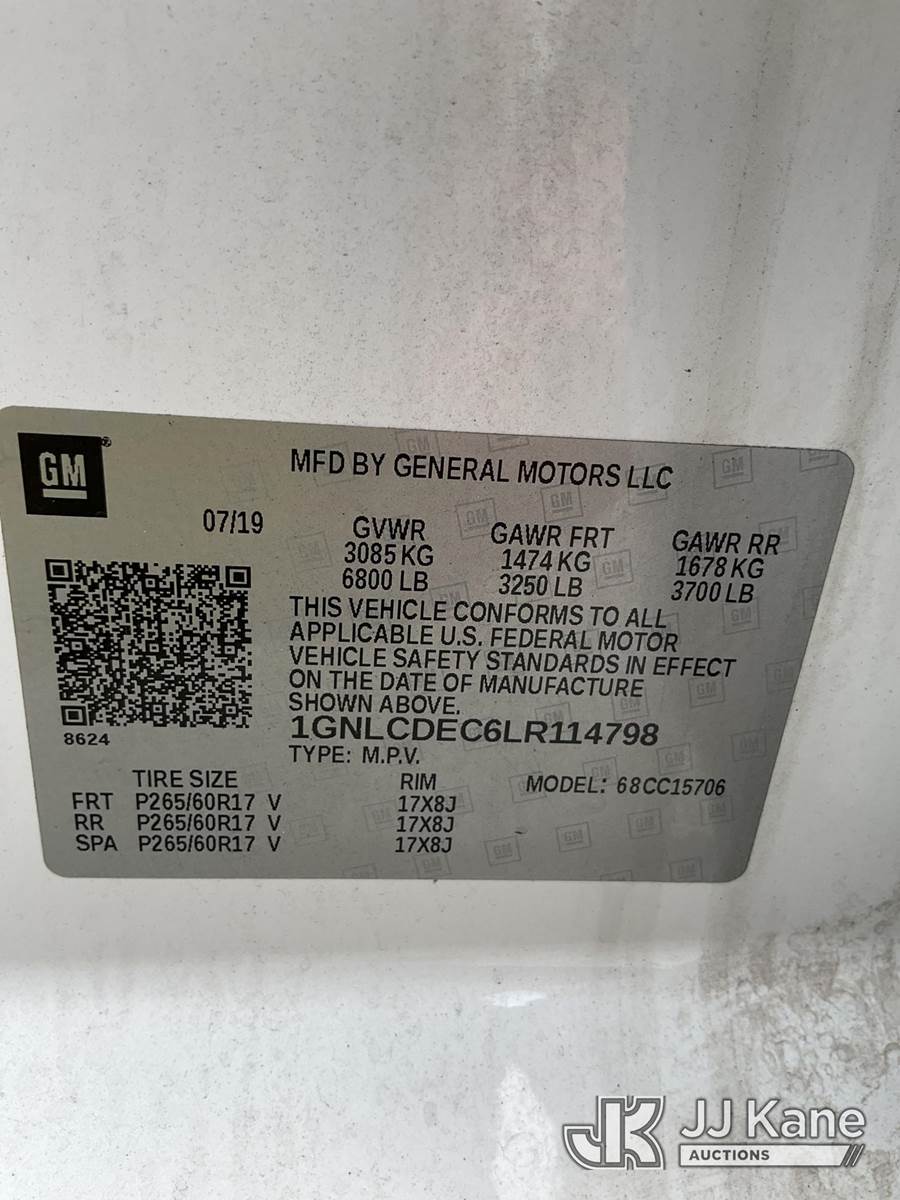 GM
MFD BY GENERAL MOTORS LLC
07/19
GVWR GAWR FRT GAWR RR
3085 KG 1474 KG 1678 KG
6800 LB 3250 LB 3700 LB
THIS VEHICLE CONFORMS TO ALL
APPLICABLE U.S. FEDERAL MOTOR
VEHICLE SAFETY STANDARDS IN EFFECT
ON THE DATE OF MANUFACTURE
SHOWN ABOVE.
1GNLCDEC6LR114798
8624
TYPE: M.P.V.
TIRE SIZE RIM MODEL: 68CC15706
FRT P265/60R17 V 17X8J
RR P265/60R17 V 17X8J
SPA P265/60R17 V 17X8J
JK JJ Kane
AUCTIONS